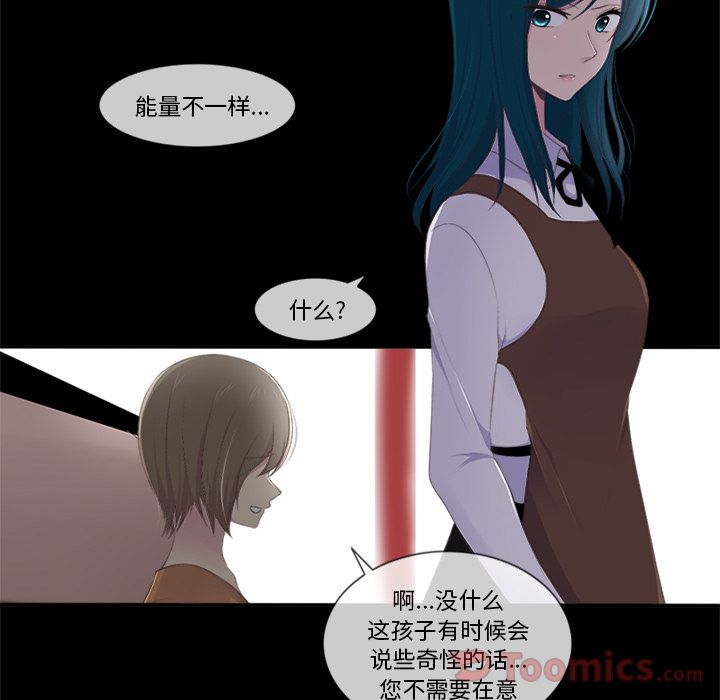 能量不一样...
什么?
啊...没什么
这孩子有时候会
说些奇怪的话...
您不需要在意
Toomics.com